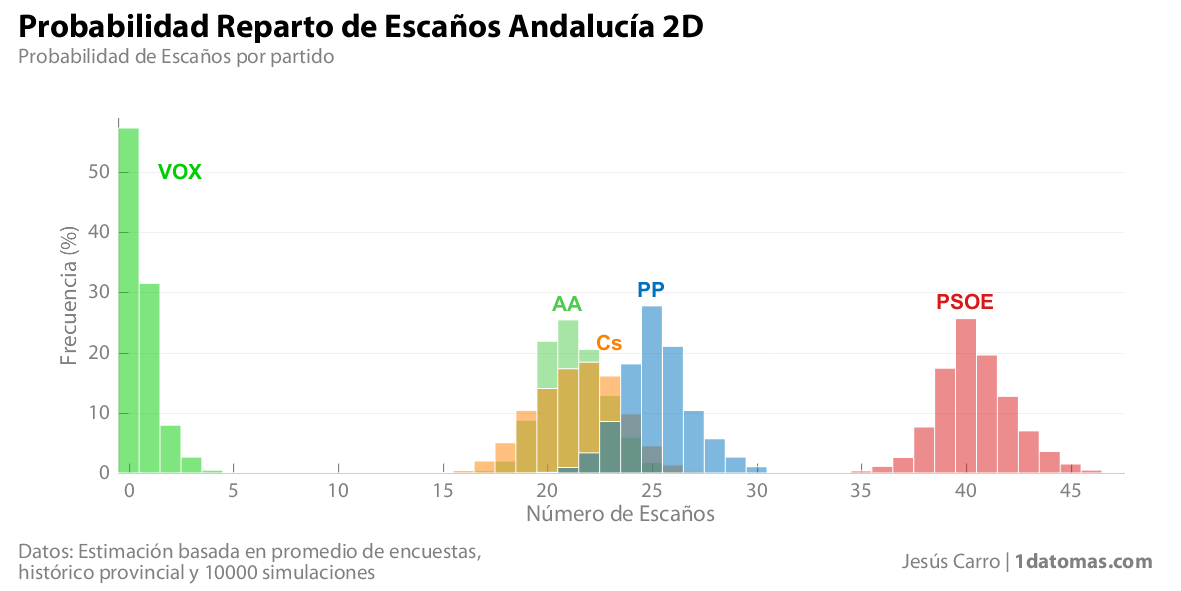 Probabilidad Reparto de Escaños Andalucía 2D
Probabilidad de Escaños por partido
50
40
30
20
10
0
Frecuencia (%)
VOX
AA
Cs
PP
PSOE
0 5 10 15 20 25 30 35 40 45
Número de Escaños
Datos: Estimación basada en promedio de encuestas,
histórico provincial y 10000 simulaciones
Jesús Carro | 1datomas.com